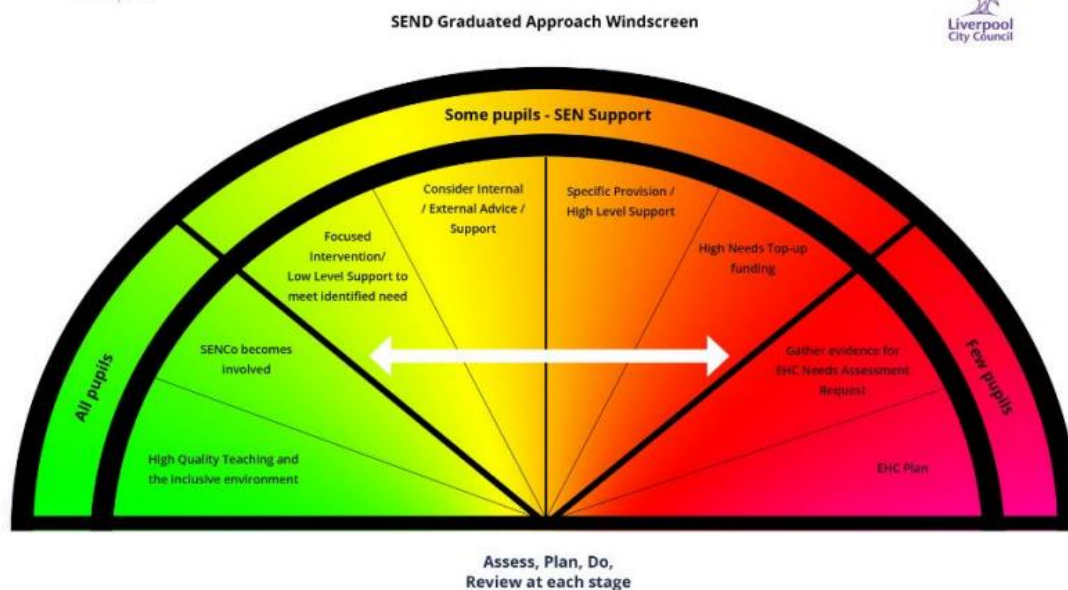 SEND Graduated Approach Windscreen
Liverpool
City Council
Some pupils - SEN Support
All pupils
Few pupils
High Quality Teaching and
the inclusive environment
SENCo becomes
involved
Focused
Intervention/
Low Level Support to
meet identified need
Consider Internal
/ External Advice /
Support
Specific Provision /
High Level Support
High Needs Top-up
funding
Gather evidence for
EHC Needs Assessment
Request
EHC Plan
Assess, Plan, Do,
Review at each stage